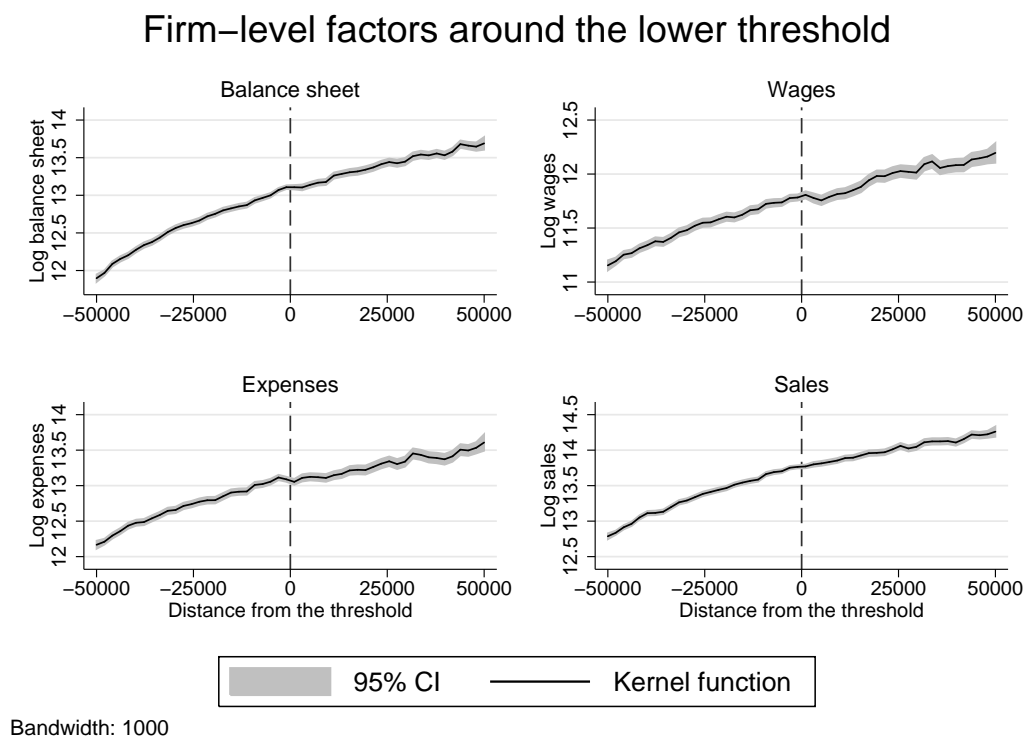 Firm–level factors around the lower threshold
Balance sheet
Log balance sheet
12 12.5 13 13.5 14
−50000 −25000 0 25000 50000
Wages
Log wages
11 11.5 12 12.5
−50000 −25000 0 25000 50000
Expenses
Log expenses
12 12.5 13 13.5 14
−50000 −25000 0 25000 50000
Distance from the threshold
Sales
Log sales
12.5 13 13.5 14 14.5
−50000 −25000 0 25000 50000
Distance from the threshold
95% CI Kernel function
Bandwidth: 1000